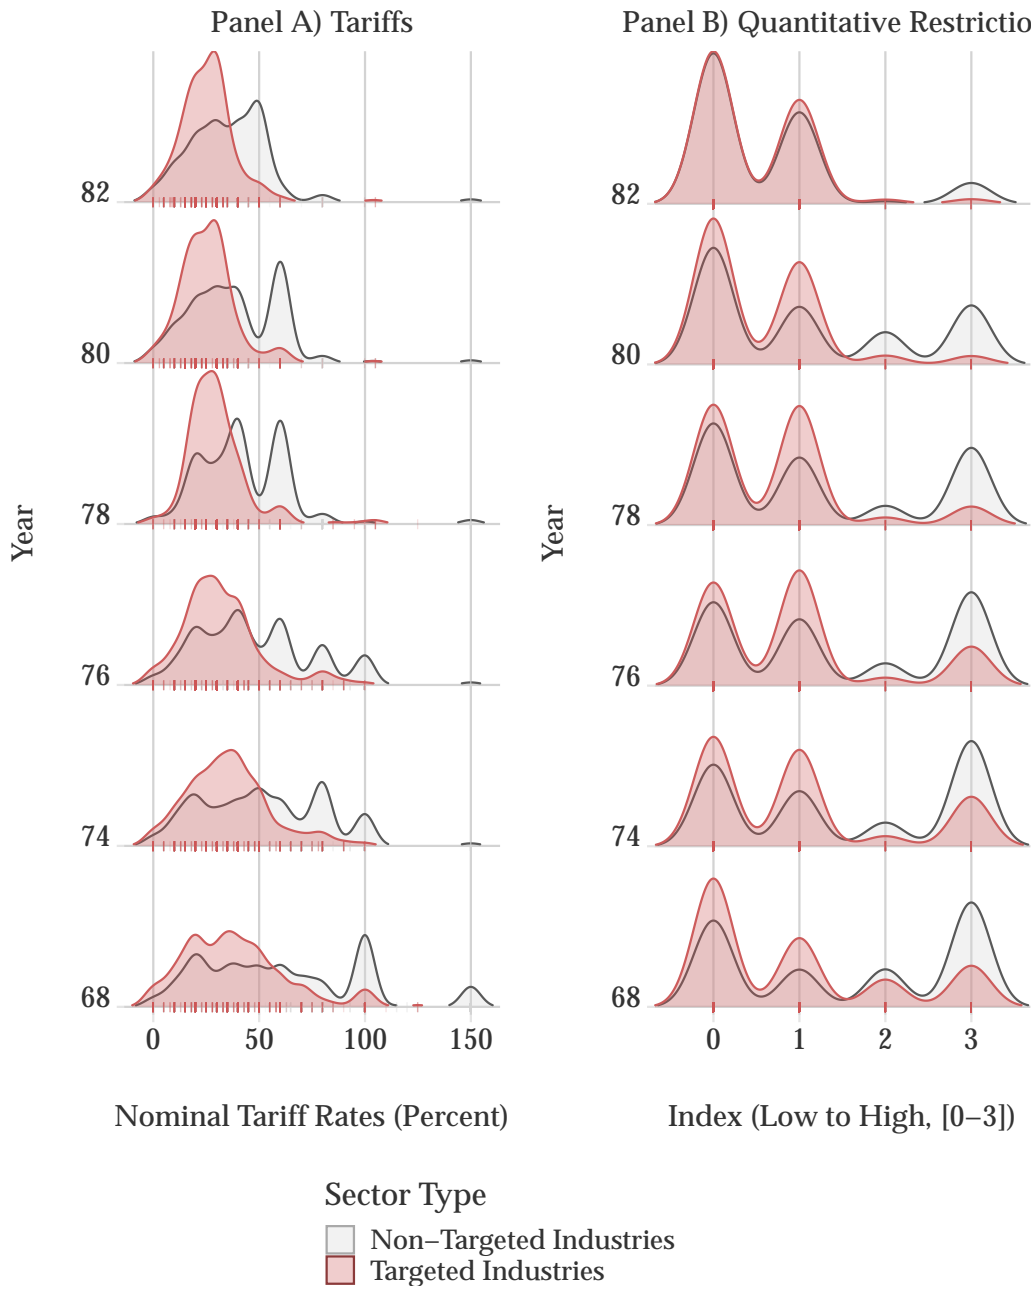 Panel A) Tariffs
82
80
78
76
74
68
Year
0 50 100 150
Nominal Tariff Rates (Percent)
Panel B) Quantitative Restrictio
82
80
78
76
74
68
Year
0 1 2 3
Index (Low to High, [0–3])
Sector Type
Non–Targeted Industries
Targeted Industries